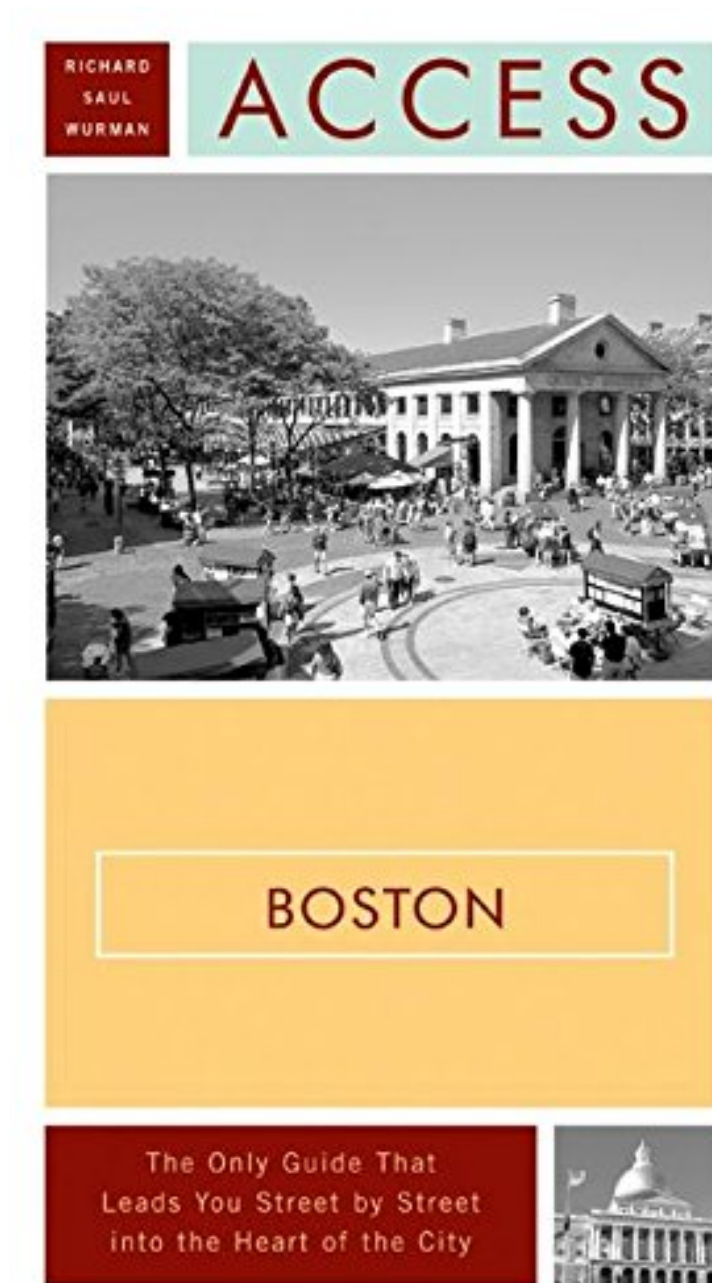 RICHARD
SAUL
WURMAN
ACCESS
BOSTON
The Only Guide That
Leads You Street by Street
into the Heart of the City